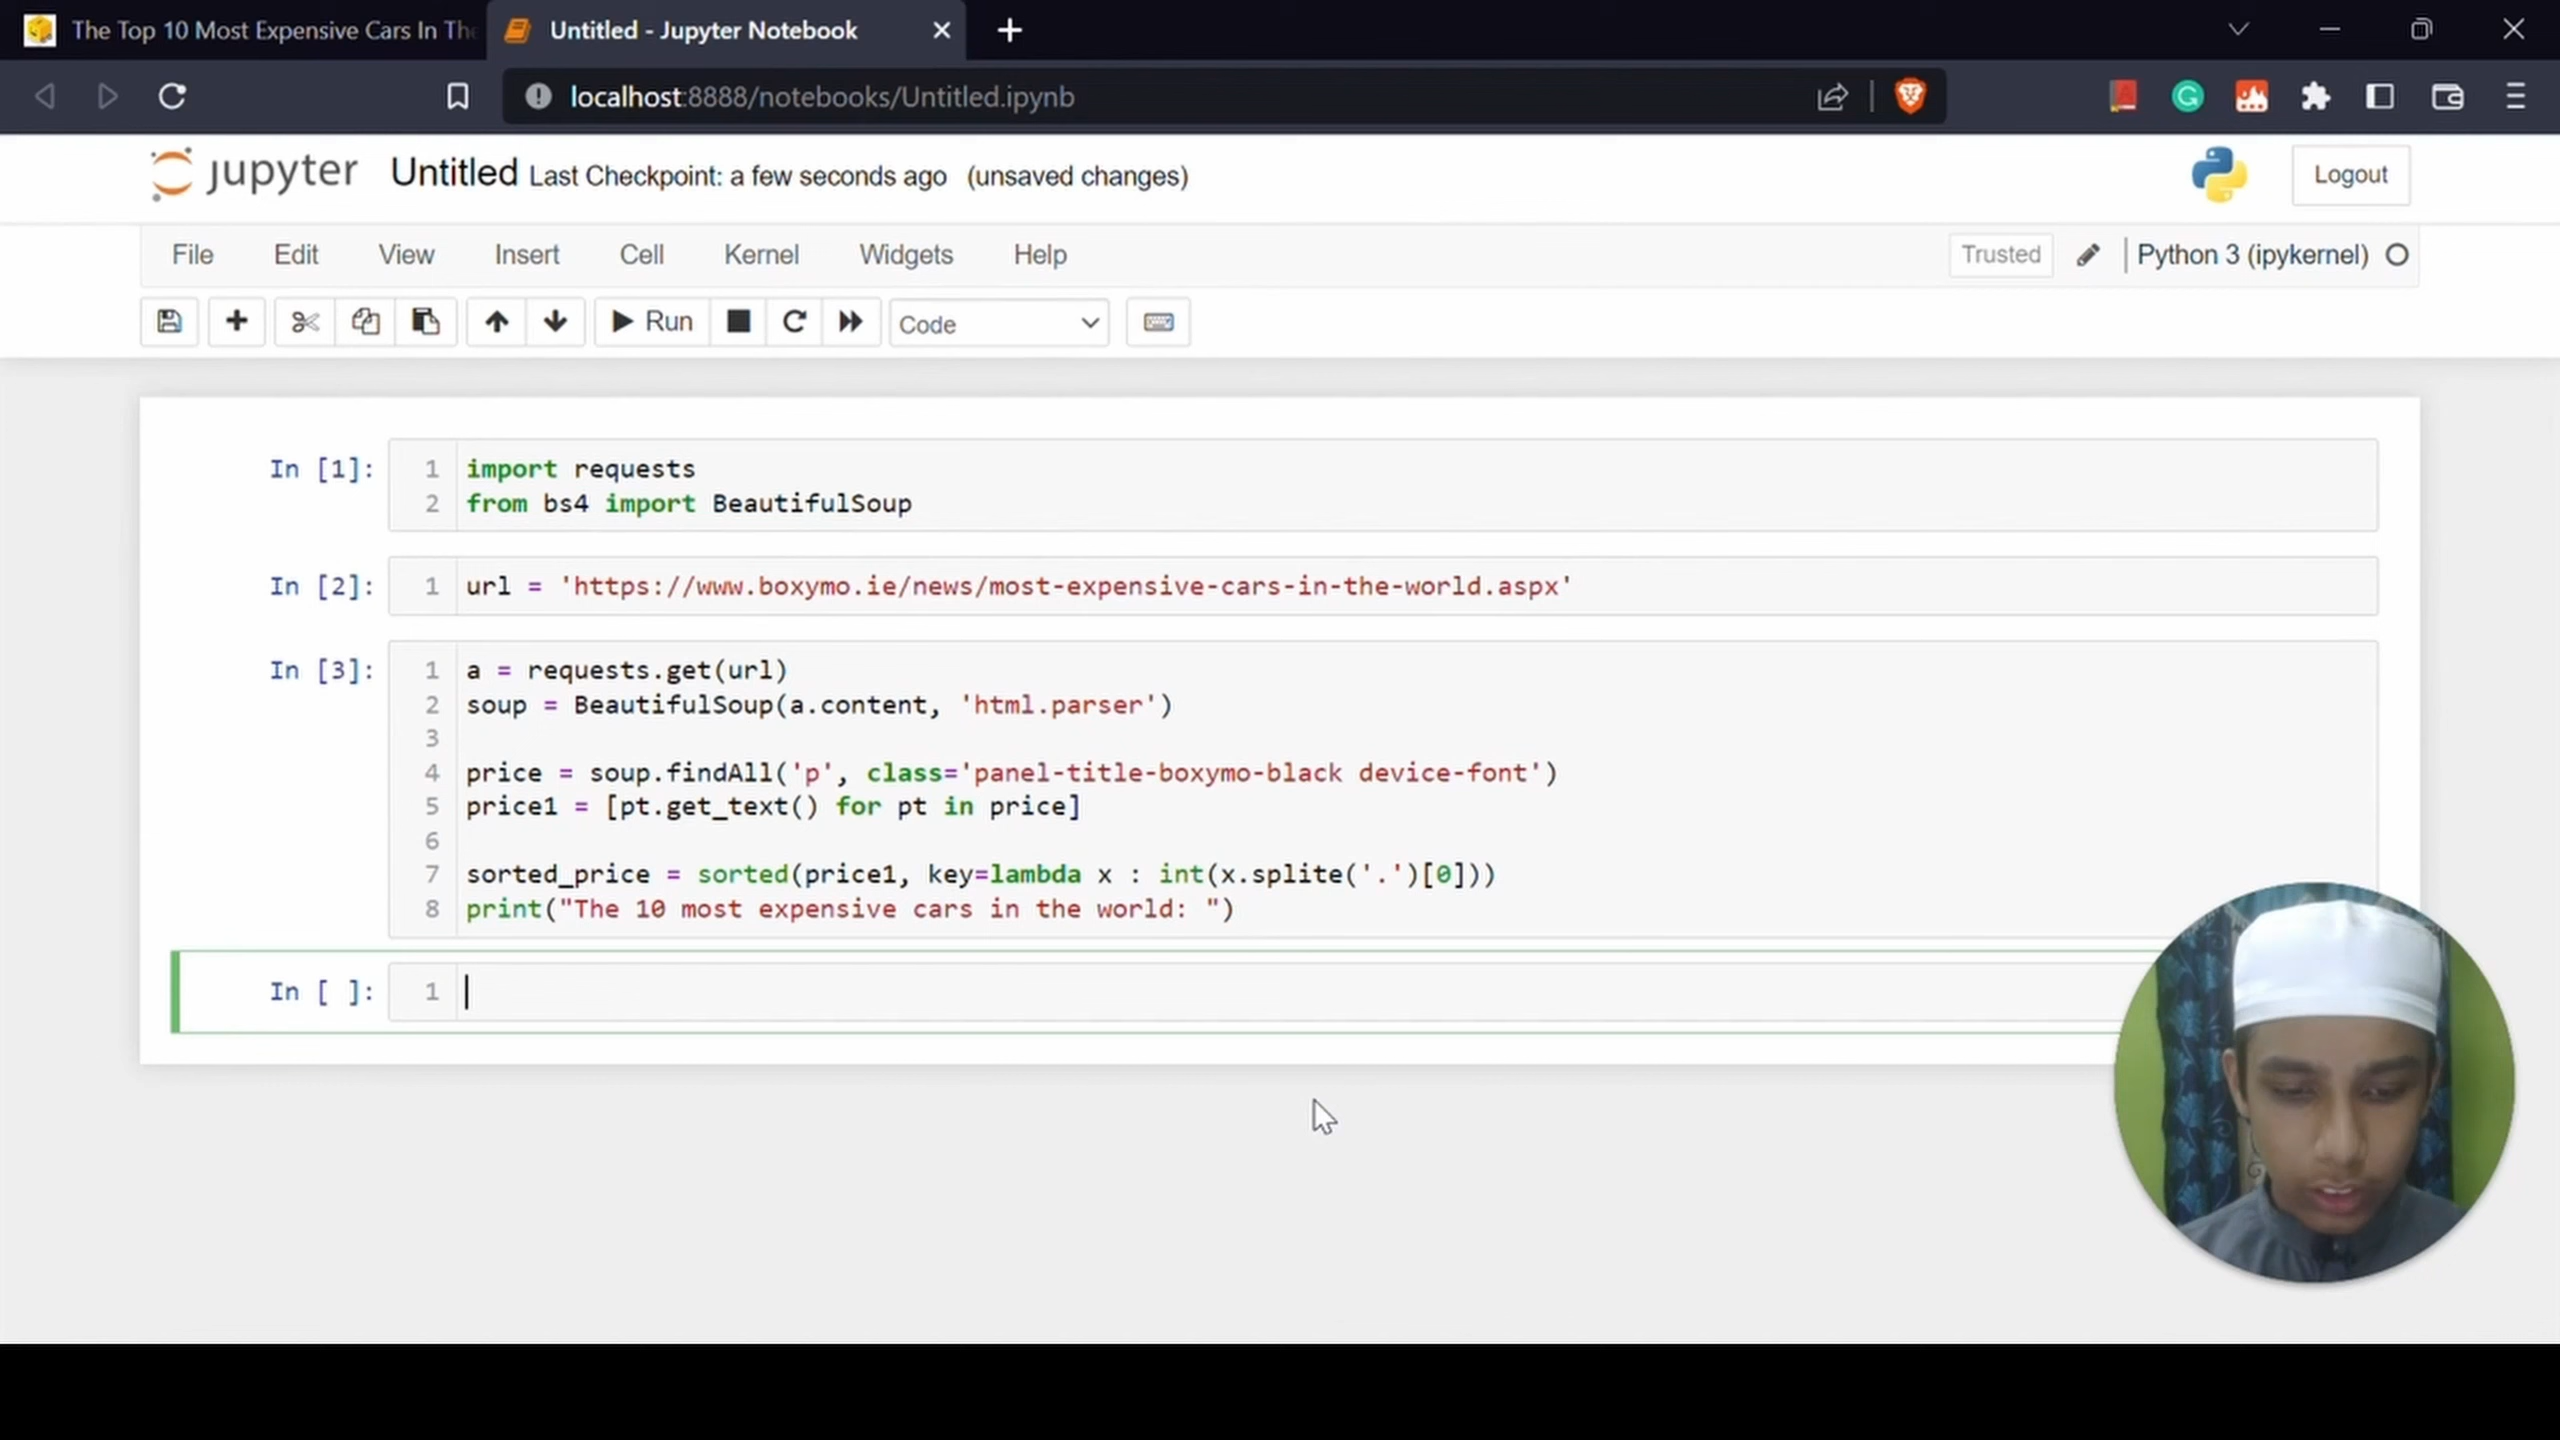 The Top 10 Most Expensive Cars In The
Untitled - Jupyter Notebook
localhost:8888/notebooks/Untitled.ipynb
jupyter Untitled Last Checkpoint: a few seconds ago (unsaved changes)
Logout
File Edit View Insert Cell Kernel Widgets Help
Trusted Python 3 (ipykernel)
Run Code
In [1]:
1 import requests
2 from bs4 import BeautifulSoup
In [2]:
1 url = 'https://www.boxymo.ie/news/most-expensive-cars-in-the-world.aspx'
In [3]:
1 a = requests.get(url)
2 soup = BeautifulSoup(a.content, 'html.parser')
3
4 price = soup.findAll('p', class='panel-title-boxymo-black device-font')
5 price1 = [pt.get_text() for pt in price]
6
7 sorted_price = sorted(price1, key=lambda x : int(x.splite('.')[0]))
8 print("The 10 most expensive cars in the world: ")
In [ ]:
1